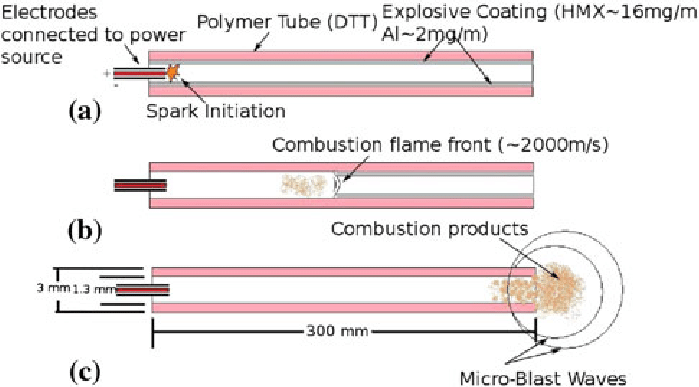 Electrodes
connected to power
source
Polymer Tube (DTT)
Explosive Coating (HMX~16mg/m
Al~2mg/m)
+
-
Spark Initiation
(a)
Combustion flame front (~2000m/s)
(b)
Combustion products
3 mm
1.3 mm
300 mm
(c)
Micro-Blast Waves